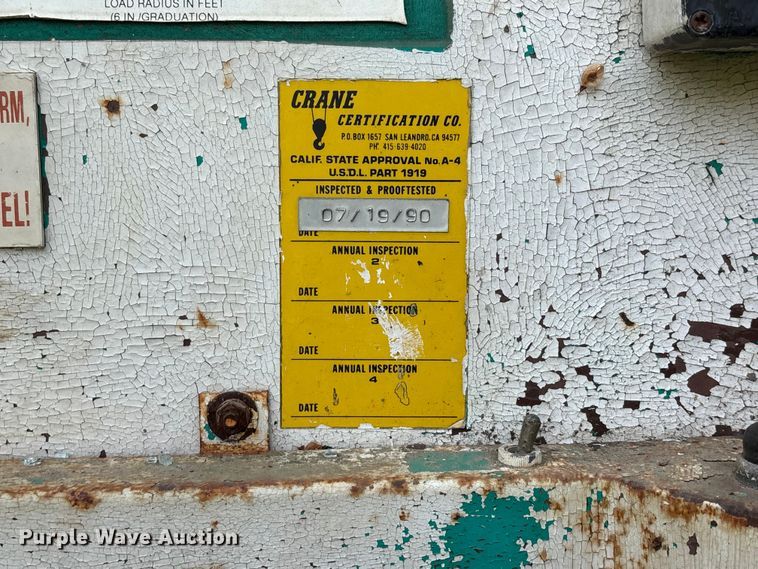 LOAD RADIUS IN FEET
(6 IN/GRADUATION)
RM,
EL!
CRANE
CERTIFICATION CO.
P.O. BOX 1657 SAN LEANDRO, CA 94577
PH. 415-639-4020
CALIF. STATE APPROVAL No. A-4
U.S.D.L. PART 1919
INSPECTED & PROOFTESTED
07/19/90
DATE
ANNUAL INSPECTION
2
DATE
ANNUAL INSPECTION
3
DATE
ANNUAL INSPECTION
4
DATE
Purple Wave Auction